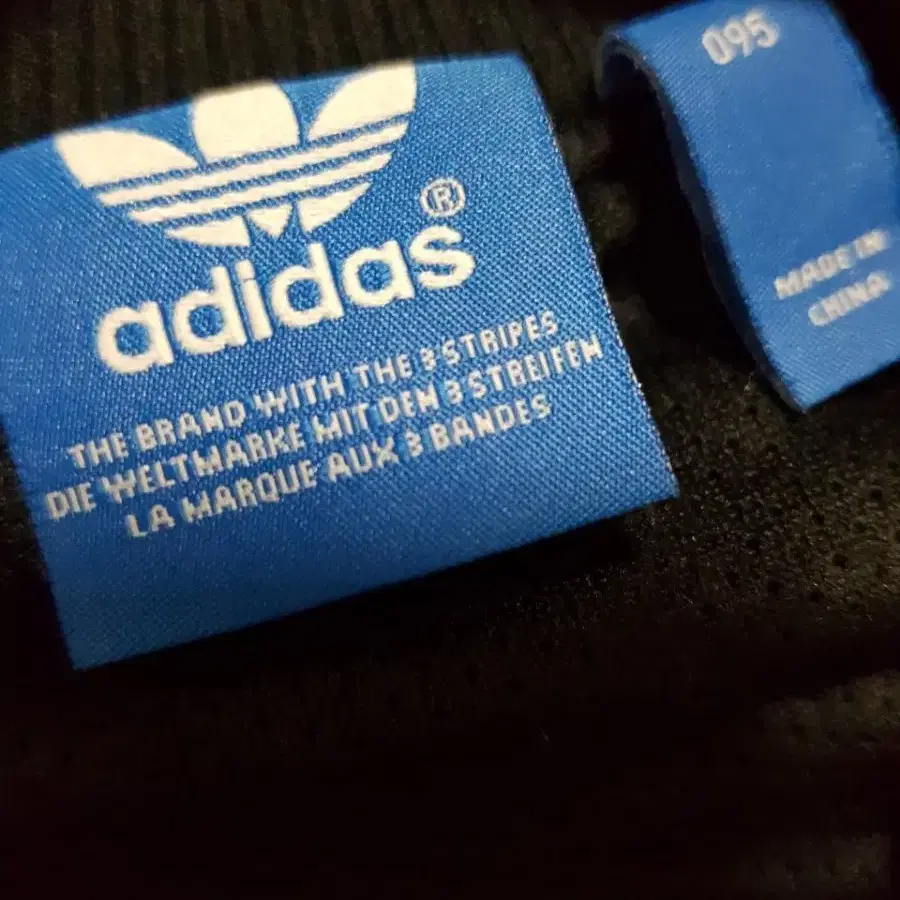 adidas®
THE BRAND WITH THE 3 STRIPES
DIE WELTMARKE MIT DEN 3 STREIFEN
LA MARQUE AUX 3 BANDES
095
MADE IN
CHINA